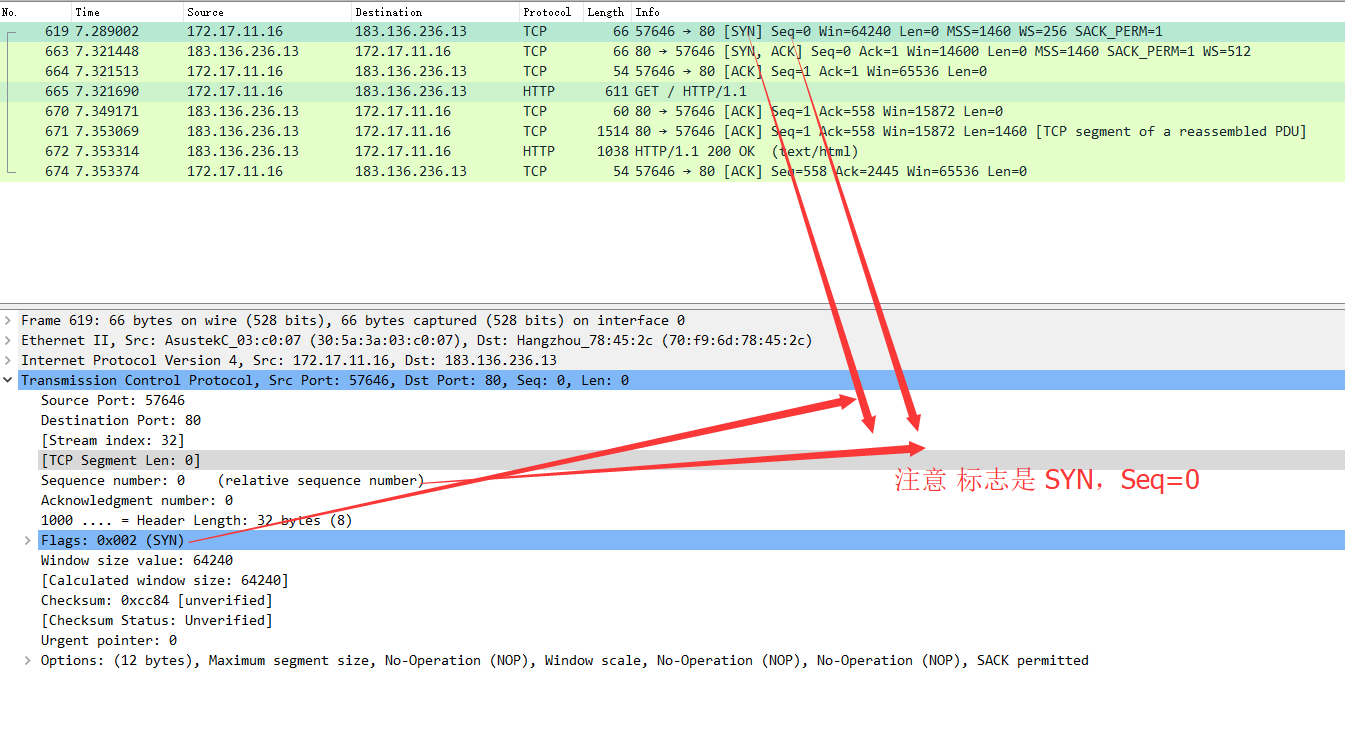 No. Time Source Destination Protocol Length Info
619 7.289002 172.17.11.16 183.136.236.13 TCP 66 57646 → 80 [SYN] Seq=0 Win=64240 Len=0 MSS=1460 WS=256 SACK_PERM=1
663 7.321448 183.136.236.13 172.17.11.16 TCP 66 80 → 57646 [SYN, ACK] Seq=0 Ack=1 Win=14600 Len=0 MSS=1460 SACK_PERM=1 WS=512
664 7.321513 172.17.11.16 183.136.236.13 TCP 54 57646 → 80 [ACK] Seq=1 Ack=1 Win=65536 Len=0
665 7.321690 172.17.11.16 183.136.236.13 HTTP 611 GET / HTTP/1.1
670 7.349171 183.136.236.13 172.17.11.16 TCP 60 80 → 57646 [ACK] Seq=1 Ack=558 Win=15872 Len=0
671 7.353069 183.136.236.13 172.17.11.16 TCP 1514 80 → 57646 [ACK] Seq=1 Ack=558 Win=15872 Len=1460 [TCP segment of a reassembled PDU]
672 7.353314 183.136.236.13 172.17.11.16 HTTP 1038 HTTP/1.1 200 OK (text/html)
674 7.353374 172.17.11.16 183.136.236.13 TCP 54 57646 → 80 [ACK] Seq=558 Ack=2445 Win=65536 Len=0
Frame 619: 66 bytes on wire (528 bits), 66 bytes captured (528 bits) on interface 0
Ethernet II, Src: AsustekC_03:c0:07 (30:5a:3a:03:c0:07), Dst: Hangzhou_78:45:2c (70:f9:6d:78:45:2c)
Internet Protocol Version 4, Src: 172.17.11.16, Dst: 183.136.236.13
Transmission Control Protocol, Src Port: 57646, Dst Port: 80, Seq: 0, Len: 0
Source Port: 57646
Destination Port: 80
[Stream index: 32]
[TCP Segment Len: 0]
Sequence number: 0 (relative sequence number)
注意 标志是 SYN，Seq=0
Acknowledgment number: 0
1000 .... = Header Length: 32 bytes (8)
Flags: 0x002 (SYN)
Window size value: 64240
[Calculated window size: 64240]
Checksum: 0xcc84 [unverified]
[Checksum Status: Unverified]
Urgent pointer: 0
Options: (12 bytes), Maximum segment size, No-Operation (NOP), Window scale, No-Operation (NOP), No-Operation (NOP), SACK permitted